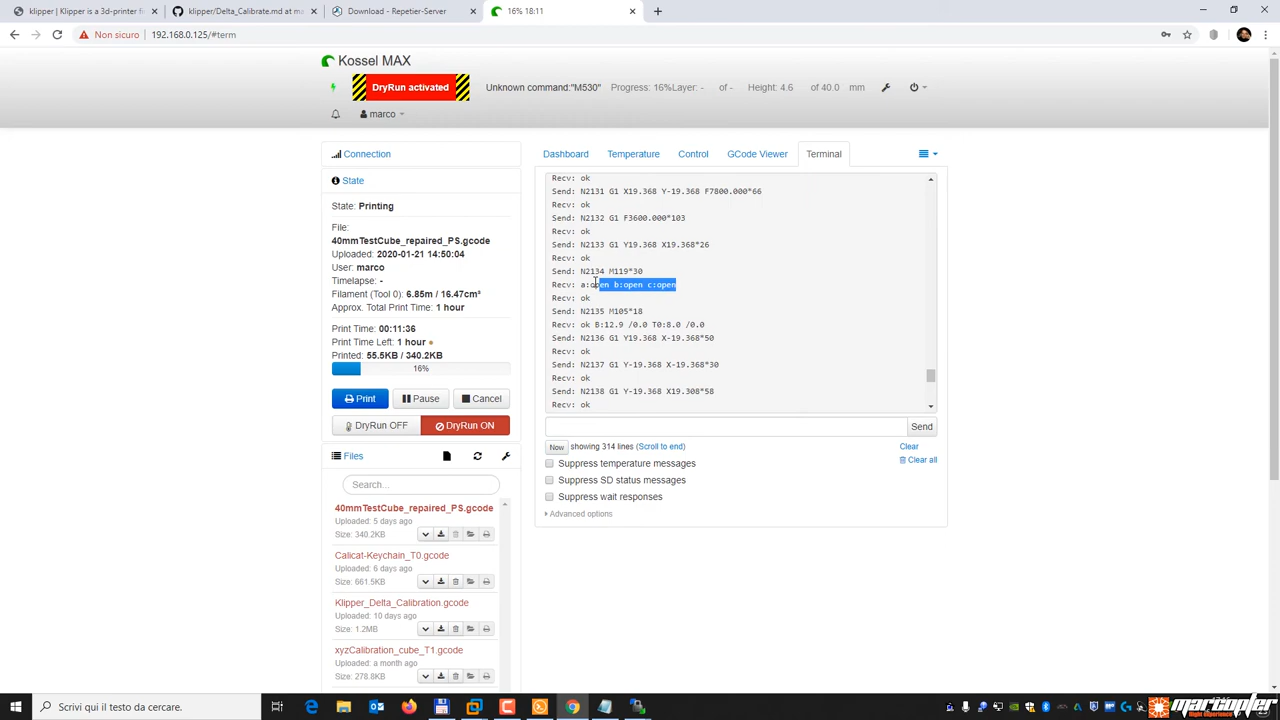 klipper | Klipper is a 3d-printer f
klipper/Delta_Calibrate.md at m
Download - Repetier-Server
16% 18:11
Non sicuro
192.168.0.125/#term
Kossel MAX
DryRun activated
Unknown command:"M530"
Progress: 16%Layer: - of - Height: 4.6 of 40.0 mm
marco
Connection
State
State: Printing
File:
40mmTestCube_repaired_PS.gcode
Uploaded: 2020-01-21 14:50:04
User: marco
Timelapse: -
Filament (Tool 0): 6.85m / 16.47cm³
Approx. Total Print Time: 1 hour
Print Time: 00:11:36
Print Time Left: 1 hour
Printed: 55.5KB / 340.2KB
16%
Print
Pause
Cancel
DryRun OFF
DryRun ON
Files
Search...
40mmTestCube_repaired_PS.gcode
Uploaded: 5 days ago
Size: 340.2KB
Calicat-Keychain_T0.gcode
Uploaded: 6 days ago
Size: 661.5KB
Klipper_Delta_Calibration.gcode
Uploaded: 10 days ago
Size: 1.2MB
xyzCalibration_cube_T1.gcode
Uploaded: a month ago
Size: 278.8KB
Dashboard
Temperature
Control
GCode Viewer
Terminal
Recv: ok
Send: N2131 G1 X19.368 Y-19.368 F7800.000*66
Recv: ok
Send: N2132 G1 F3600.000*103
Recv: ok
Send: N2133 G1 Y19.368 X19.368*26
Recv: ok
Send: N2134 M119*30
Recv: a:open b:open c:open
Recv: ok
Send: N2135 M105*18
Recv: ok B:12.9 /0.0 T0:8.0 /0.0
Send: N2136 G1 Y19.368 X-19.368*50
Recv: ok
Send: N2137 G1 Y-19.368 X-19.368*30
Recv: ok
Send: N2138 G1 Y-19.368 X19.308*58
Recv: ok
Send
Now showing 314 lines (Scroll to end)
Clear
Clear all
Suppress temperature messages
Suppress SD status messages
Suppress wait responses
Advanced options
Scrivi qui il testo da cercare.